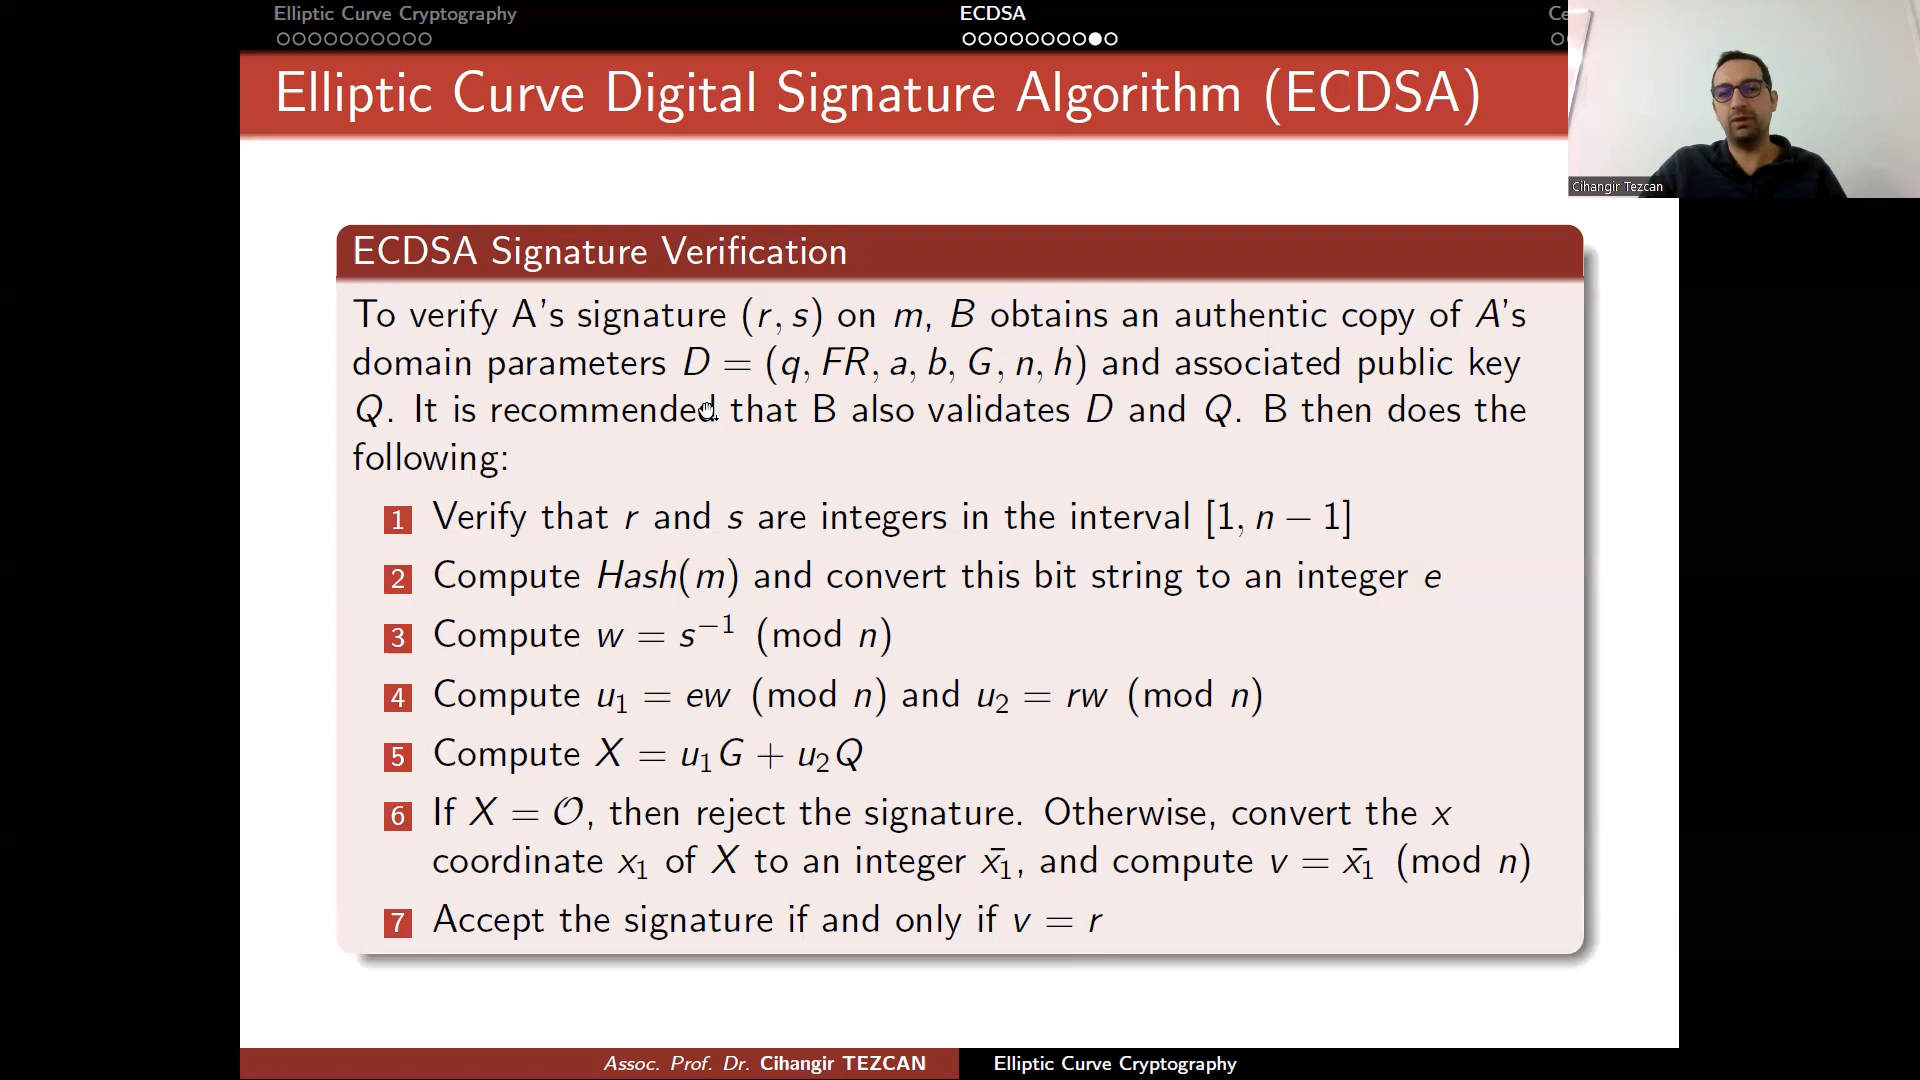 Elliptic Curve Cryptography
ECDSA
Elliptic Curve Digital Signature Algorithm (ECDSA)
Cihangir Tezcan
ECDSA Signature Verification
To verify A's signature (r, s) on m, B obtains an authentic copy of A's
domain parameters D = (q, FR, a, b, G, n, h) and associated public key
Q. It is recommended that B also validates D and Q. B then does the
following:
1 Verify that r and s are integers in the interval [1, n − 1]
2 Compute Hash(m) and convert this bit string to an integer e
3 Compute w = s⁻¹ (mod n)
4 Compute u₁ = ew (mod n) and u₂ = rw (mod n)
5 Compute X = u₁G + u₂Q
6 If X = 𝒪, then reject the signature. Otherwise, convert the x
coordinate x₁ of X to an integer x̄₁, and compute v = x̄₁ (mod n)
7 Accept the signature if and only if v = r
Assoc. Prof. Dr. Cihangir TEZCAN
Elliptic Curve Cryptography